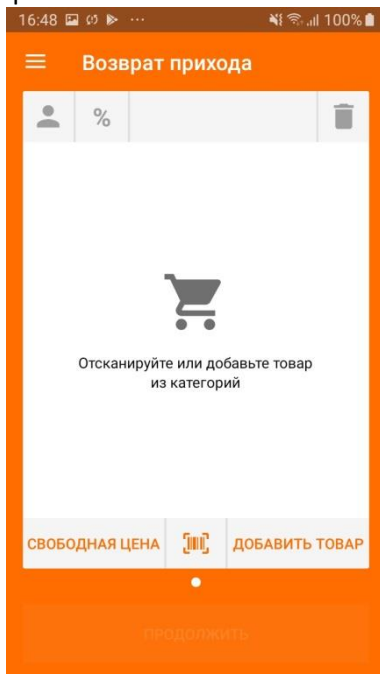 16:48 100%
Возврат прихода
%
Отсканируйте или добавьте товар
из категорий
СВОБОДНАЯ ЦЕНА ДОБАВИТЬ ТОВАР
ПРОДОЛЖИТЬ